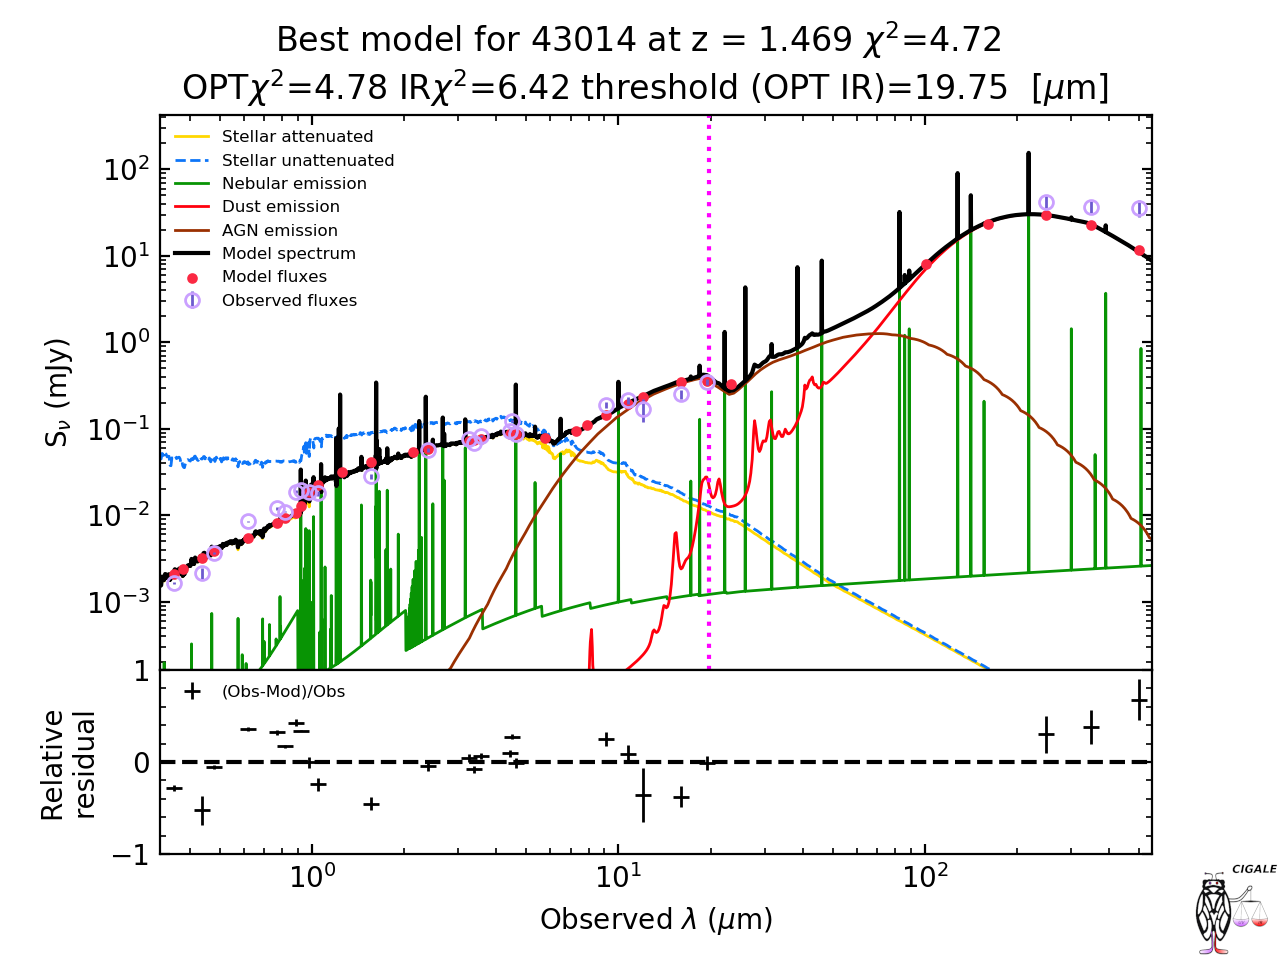 Best model for 43014 at z = 1.469 χ²=4.72
OPTχ²=4.78 IRχ²=6.42 threshold (OPT IR)=19.75 [μm]
Stellar attenuated
Stellar unattenuated
Nebular emission
Dust emission
AGN emission
Model spectrum
Model fluxes
Observed fluxes
10²
10¹
10⁰
10⁻¹
10⁻²
10⁻³
S_ν (mJy)
(Obs-Mod)/Obs
1
0
−1
Relative
residual
10⁰ 10¹ 10²
Observed λ (μm)
CIGALE